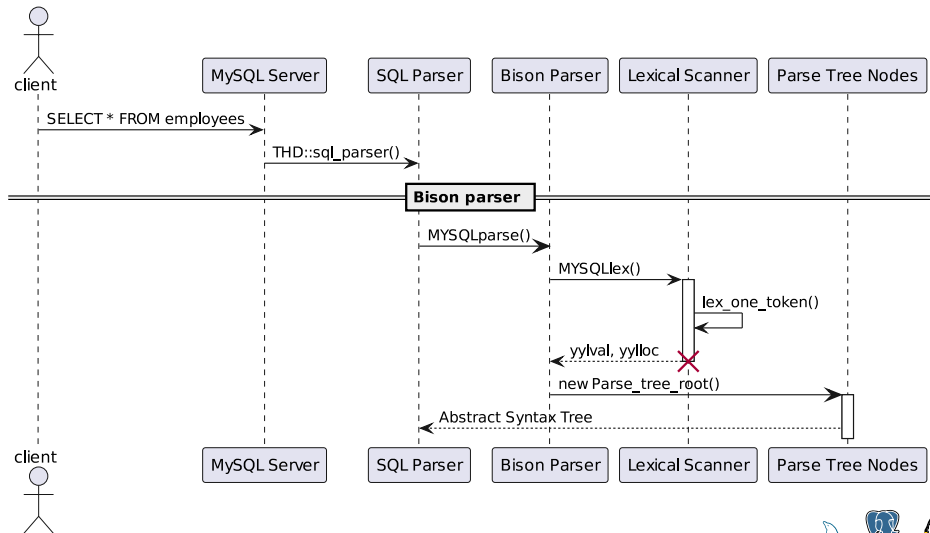 client
MySQL Server
SQL Parser
Bison Parser
Lexical Scanner
Parse Tree Nodes
SELECT * FROM employees
THD::sql_parser()
Bison parser
MYSQLparse()
MYSQLlex()
lex_one_token()
yylval, yylloc
new Parse_tree_root()
Abstract Syntax Tree
client
MySQL Server
SQL Parser
Bison Parser
Lexical Scanner
Parse Tree Nodes